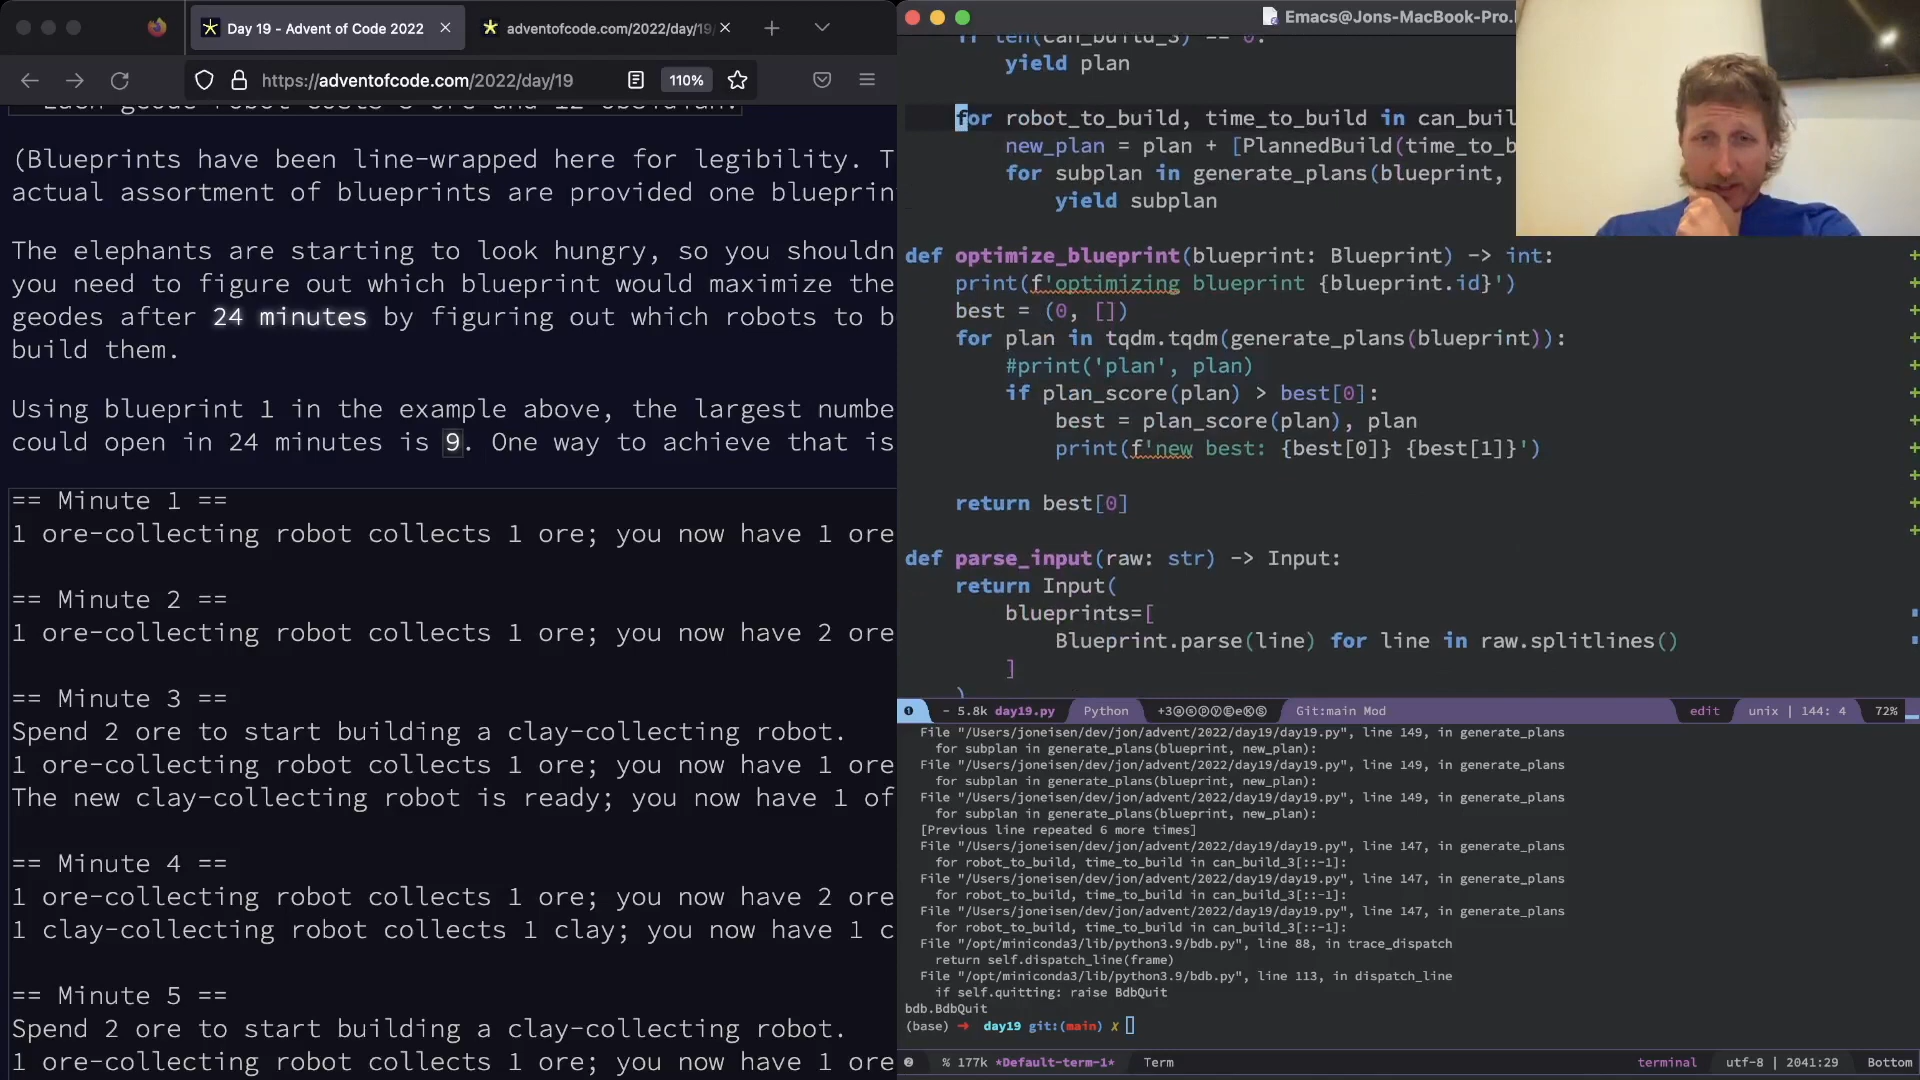 Day 19 - Advent of Code 2022
adventofcode.com/2022/day/19
https://adventofcode.com/2022/day/19
110%
Each geode robot costs 3 ore and 12 obsidian.
(Blueprints have been line-wrapped here for legibility. T
actual assortment of blueprints are provided one blueprin
The elephants are starting to look hungry, so you shouldn
you need to figure out which blueprint would maximize the
geodes after 24 minutes by figuring out which robots to b
build them.
Using blueprint 1 in the example above, the largest numbe
could open in 24 minutes is 9. One way to achieve that is
== Minute 1 ==
1 ore-collecting robot collects 1 ore; you now have 1 ore
== Minute 2 ==
1 ore-collecting robot collects 1 ore; you now have 2 ore
== Minute 3 ==
Spend 2 ore to start building a clay-collecting robot.
1 ore-collecting robot collects 1 ore; you now have 1 ore
The new clay-collecting robot is ready; you now have 1 of
== Minute 4 ==
1 ore-collecting robot collects 1 ore; you now have 2 ore
1 clay-collecting robot collects 1 clay; you now have 1 c
== Minute 5 ==
Spend 2 ore to start building a clay-collecting robot.
1 ore-collecting robot collects 1 ore; you now have 1 ore
Emacs@Jons-MacBook-Pro.l
if len(can_build_3) == 0:
yield plan
for robot_to_build, time_to_build in can_buil
new_plan = plan + [PlannedBuild(time_to_b
for subplan in generate_plans(blueprint,
yield subplan
def optimize_blueprint(blueprint: Blueprint) -> int:
print(f'optimizing blueprint {blueprint.id}')
best = (0, [])
for plan in tqdm.tqdm(generate_plans(blueprint)):
#print('plan', plan)
if plan_score(plan) > best[0]:
best = plan_score(plan), plan
print(f'new best: {best[0]} {best[1]}')
return best[0]
def parse_input(raw: str) -> Input:
return Input(
blueprints=[
Blueprint.parse(line) for line in raw.splitlines()
]
)
- 5.8k day19.py Python Git:main Mod edit unix | 144: 4 72%
File "/Users/joneisen/dev/jon/advent/2022/day19/day19.py", line 149, in generate_plans
for subplan in generate_plans(blueprint, new_plan):
File "/Users/joneisen/dev/jon/advent/2022/day19/day19.py", line 149, in generate_plans
for subplan in generate_plans(blueprint, new_plan):
File "/Users/joneisen/dev/jon/advent/2022/day19/day19.py", line 149, in generate_plans
for subplan in generate_plans(blueprint, new_plan):
[Previous line repeated 6 more times]
File "/Users/joneisen/dev/jon/advent/2022/day19/day19.py", line 147, in generate_plans
for robot_to_build, time_to_build in can_build_3[::-1]:
File "/Users/joneisen/dev/jon/advent/2022/day19/day19.py", line 147, in generate_plans
for robot_to_build, time_to_build in can_build_3[::-1]:
File "/Users/joneisen/dev/jon/advent/2022/day19/day19.py", line 147, in generate_plans
for robot_to_build, time_to_build in can_build_3[::-1]:
File "/opt/miniconda3/lib/python3.9/bdb.py", line 88, in trace_dispatch
return self.dispatch_line(frame)
File "/opt/miniconda3/lib/python3.9/bdb.py", line 113, in dispatch_line
if self.quitting: raise BdbQuit
bdb.BdbQuit
(base) → day19 git:(main) ✗
% 177k *Default-term-1* Term terminal utf-8 | 2041:29 Bottom